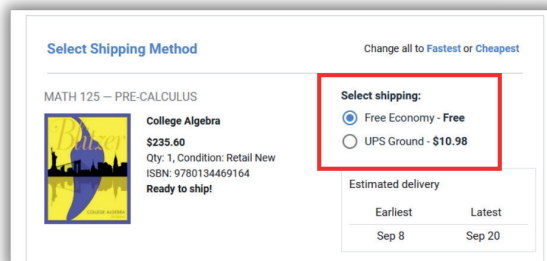 Select Shipping Method
Change all to Fastest or Cheapest
MATH 125 — PRE-CALCULUS
Blitzer
COLLEGE ALGEBRA
College Algebra
$235.60
Qty: 1, Condition: Retail New
ISBN: 9780134469164
Ready to ship!
Select shipping:
Free Economy - Free
UPS Ground - $10.98
Estimated delivery
Earliest Latest
Sep 8 Sep 20